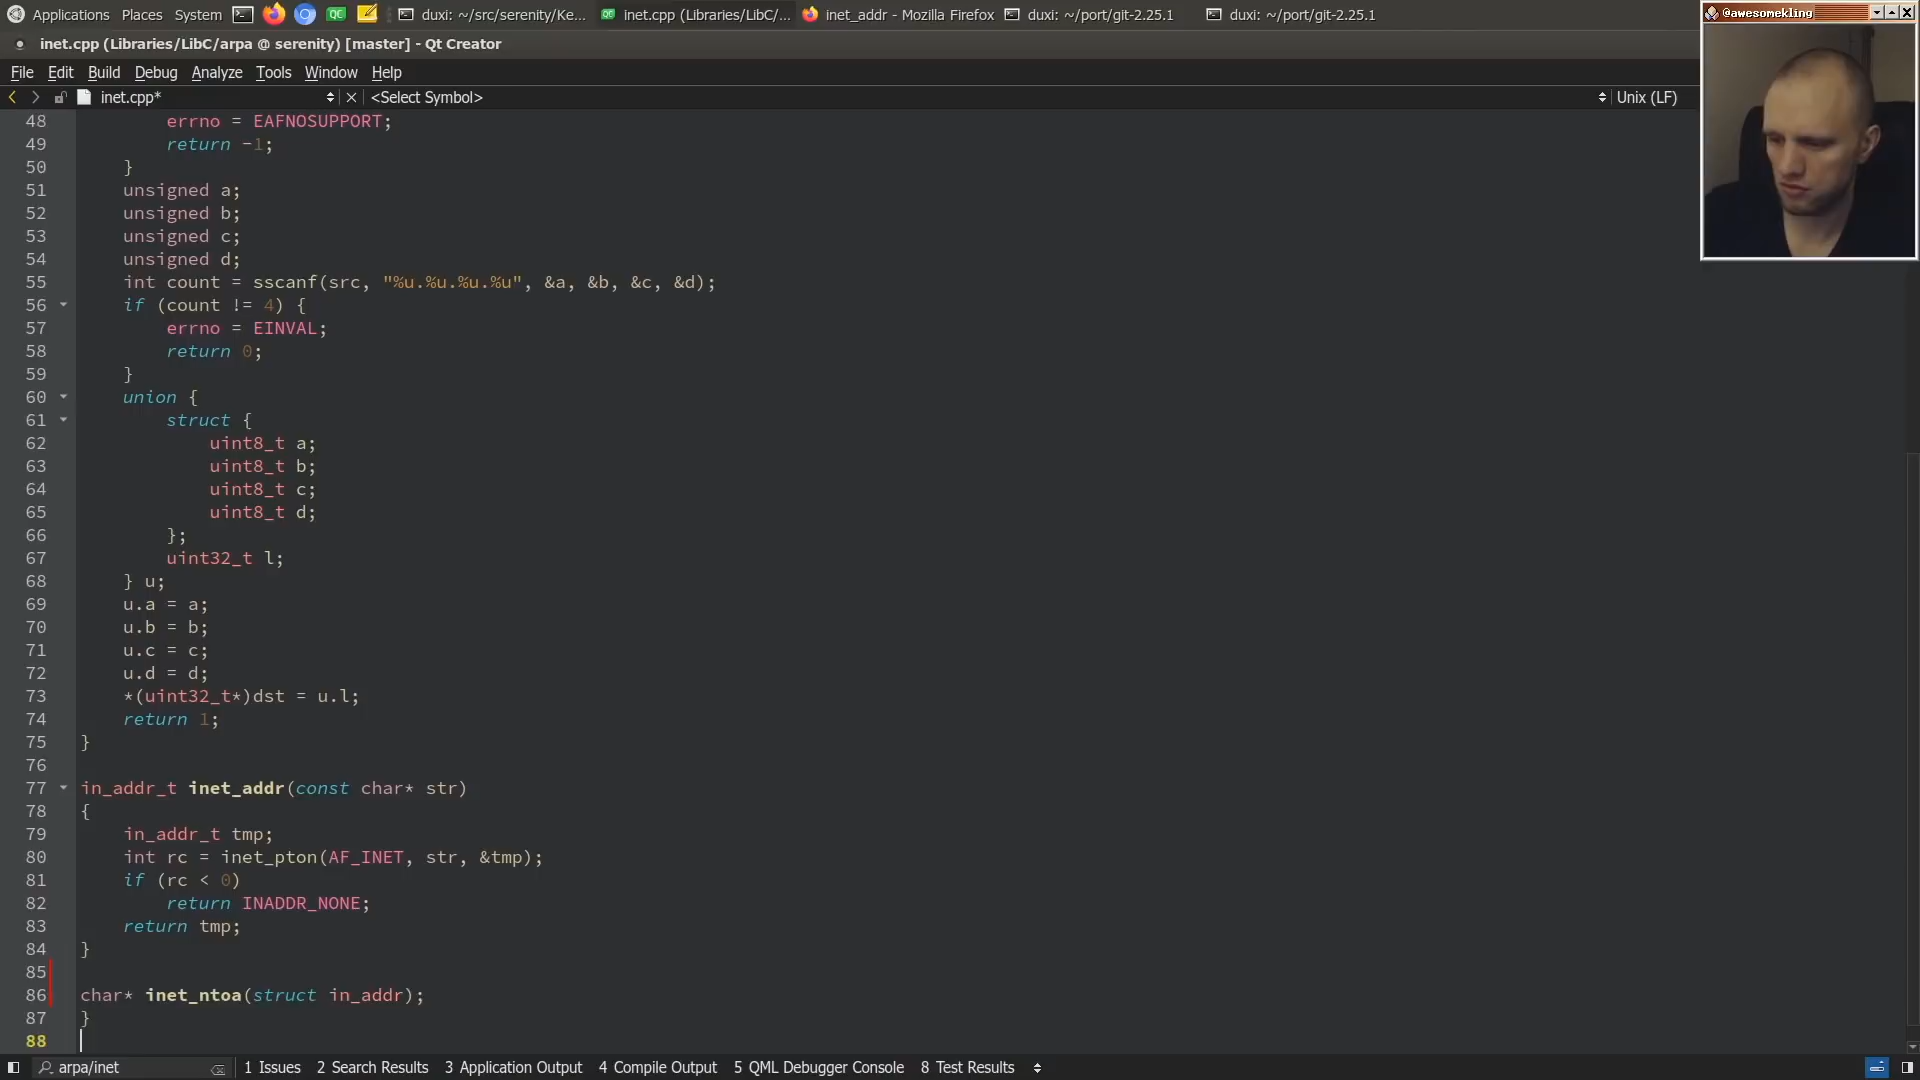 Applications Places System duxi: ~/src/serenity/Ke... inet.cpp (Libraries/LibC/... inet_addr - Mozilla Firefox duxi: ~/port/git-2.25.1 duxi: ~/port/git-2.25.1
@awesomekling
inet.cpp (Libraries/LibC/arpa @ serenity) [master] - Qt Creator
File Edit Build Debug Analyze Tools Window Help
inet.cpp* <Select Symbol> Unix (LF)
48 errno = EAFNOSUPPORT;
49 return -1;
50 }
51 unsigned a;
52 unsigned b;
53 unsigned c;
54 unsigned d;
55 int count = sscanf(src, "%u.%u.%u.%u", &a, &b, &c, &d);
56 if (count != 4) {
57 errno = EINVAL;
58 return 0;
59 }
60 union {
61 struct {
62 uint8_t a;
63 uint8_t b;
64 uint8_t c;
65 uint8_t d;
66 };
67 uint32_t l;
68 } u;
69 u.a = a;
70 u.b = b;
71 u.c = c;
72 u.d = d;
73 *(uint32_t*)dst = u.l;
74 return 1;
75 }
76
77 in_addr_t inet_addr(const char* str)
78 {
79 in_addr_t tmp;
80 int rc = inet_pton(AF_INET, str, &tmp);
81 if (rc < 0)
82 return INADDR_NONE;
83 return tmp;
84 }
85
86 char* inet_ntoa(struct in_addr);
87 }
88
arpa/inet 1 Issues 2 Search Results 3 Application Output 4 Compile Output 5 QML Debugger Console 8 Test Results